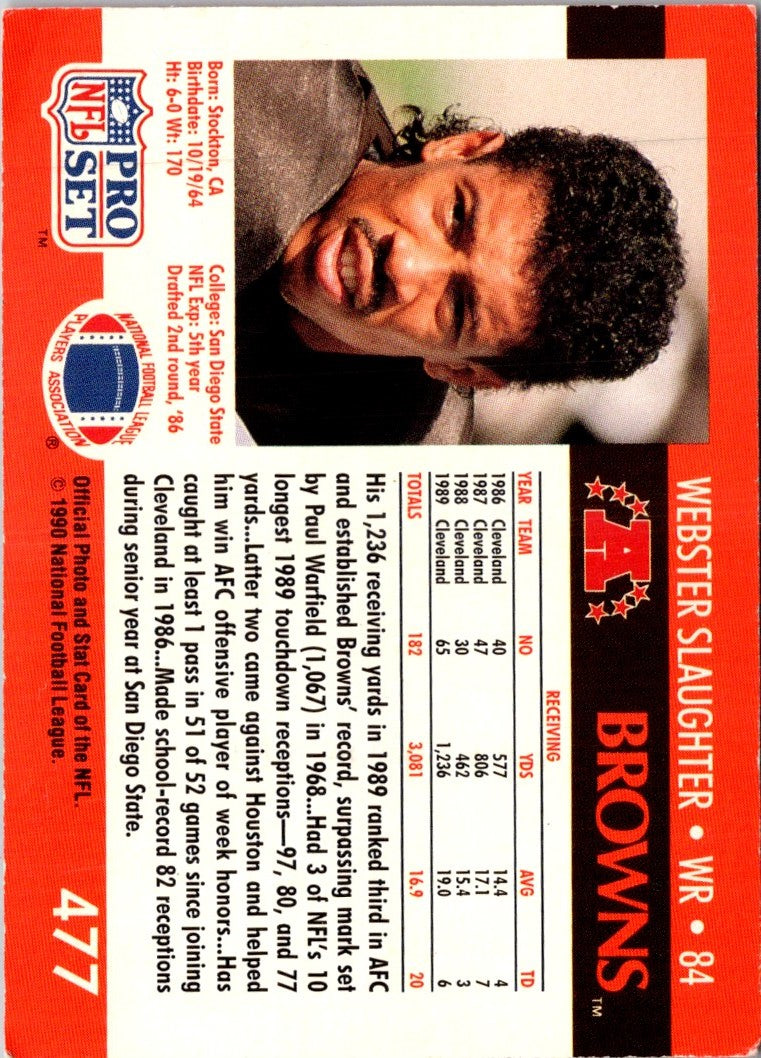 WEBSTER SLAUGHTER • WR • 84
A BROWNS™
RECEIVING
YEAR TEAM NO YDS AVG TD
1986 Cleveland 40 577 14.4 4
1987 Cleveland 47 806 17.1 7
1988 Cleveland 30 462 15.4 3
1989 Cleveland 65 1,236 19.0 6
TOTALS 182 3,081 16.9 20
His 1,236 receiving yards in 1989 ranked third in AFC
and established Browns' record, surpassing mark set
by Paul Warfield (1,067) in 1968...Had 3 of NFL's 10
longest 1989 touchdown receptions—97, 80, and 77
yards...Latter two came against Houston and helped
him win AFC offensive player of week honors...Has
caught at least 1 pass in 51 of 52 games since joining
Cleveland in 1986...Made school-record 82 receptions
during senior year at San Diego State.
Born: Stockton, CA
Birthdate: 10/19/64
Ht: 6-0 Wt: 170
College: San Diego State
NFL Exp: 5th year
Drafted 2nd round, '86
NFL PRO SET ™
NATIONAL FOOTBALL LEAGUE
PLAYERS ASSOCIATION ®
Official Photo and Stat Card of the NFL.
© 1990 National Football League.
477